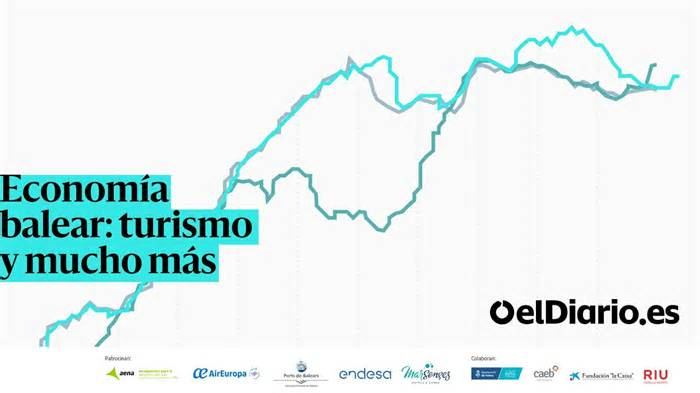 Economía
balear: turismo
y mucho más
elDiario.es
Patrocinan:
Colaboran:
aena
AirEuropa
Ports de Balears
endesa
MarSenses
caeb
Fundación "la Caixa"
RIU